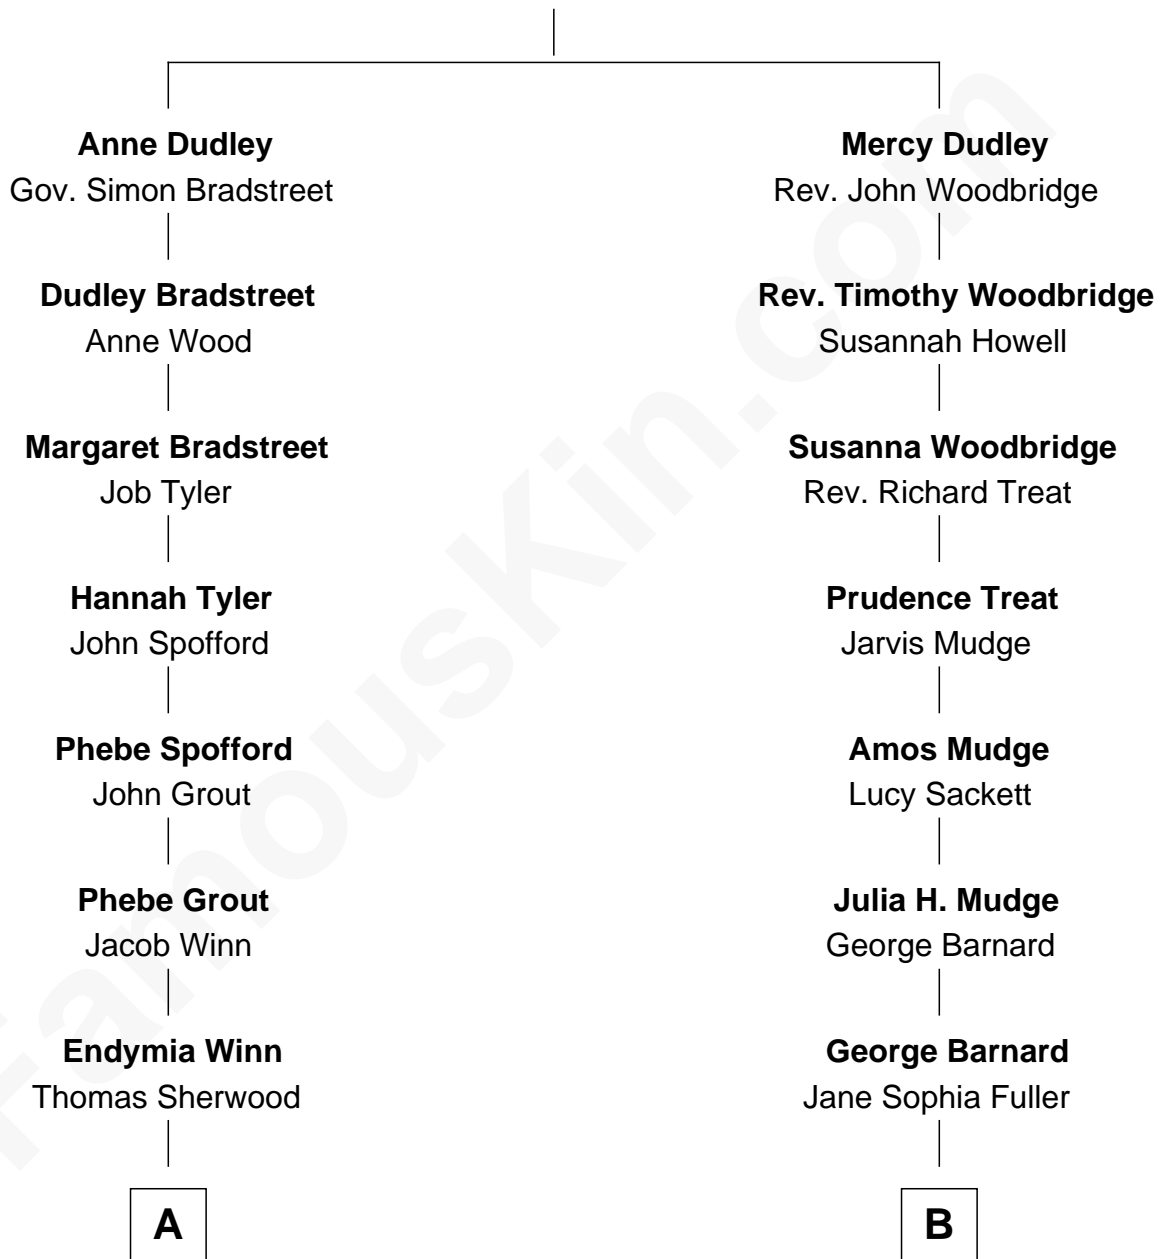 Anne Dudley
Gov. Simon Bradstreet
Mercy Dudley
Rev. John Woodbridge
Dudley Bradstreet
Anne Wood
Rev. Timothy Woodbridge
Susannah Howell
Margaret Bradstreet
Job Tyler
Susanna Woodbridge
Rev. Richard Treat
Hannah Tyler
John Spofford
Prudence Treat
Jarvis Mudge
Phebe Spofford
John Grout
Amos Mudge
Lucy Sackett
Phebe Grout
Jacob Winn
Julia H. Mudge
George Barnard
Endymia Winn
Thomas Sherwood
George Barnard
Jane Sophia Fuller
A
B
FamousKin.com